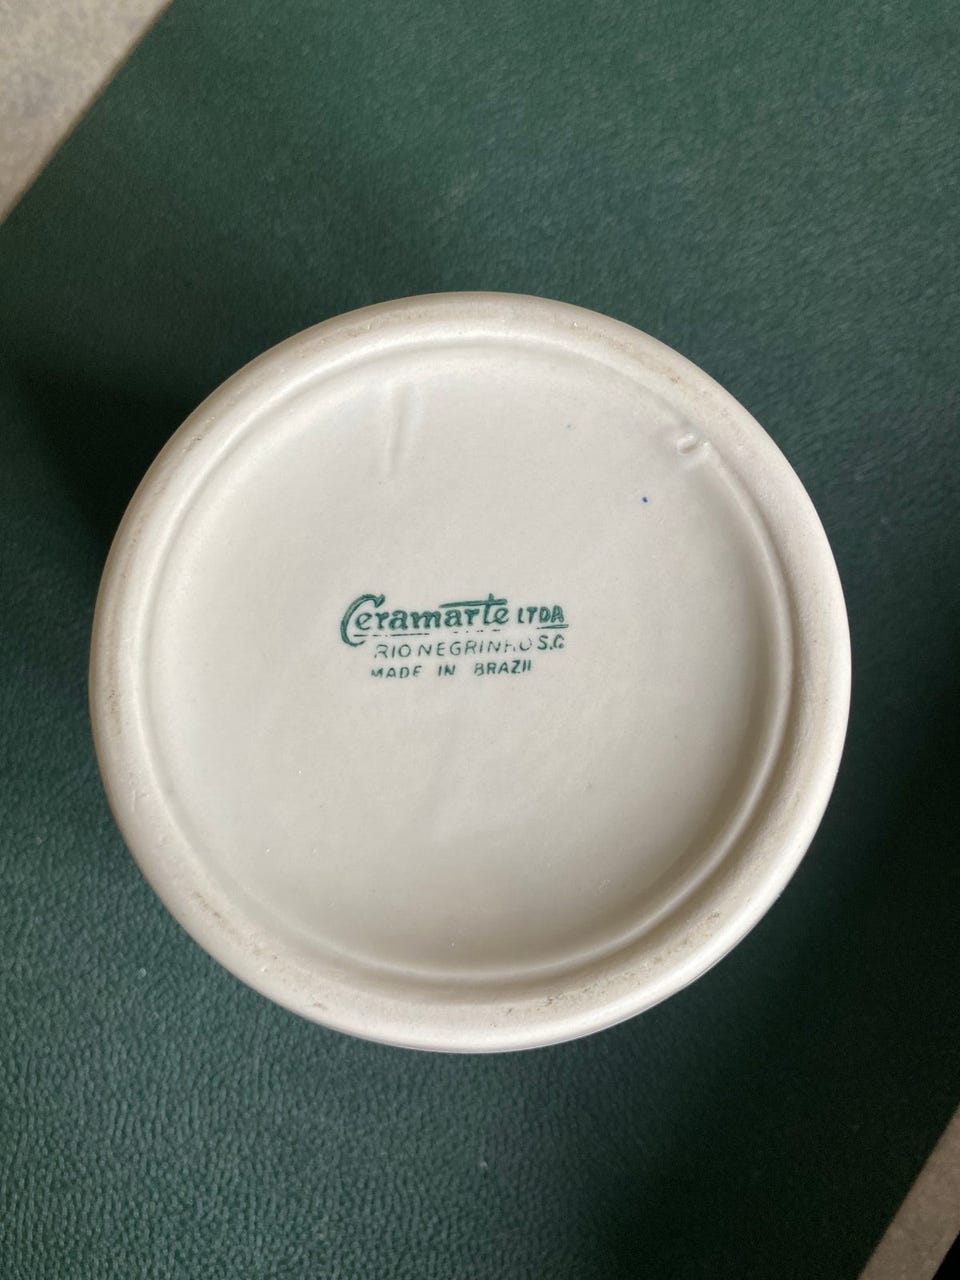 Ceramarte LTDA
RIO NEGRINHO S.C
MADE IN BRAZIL